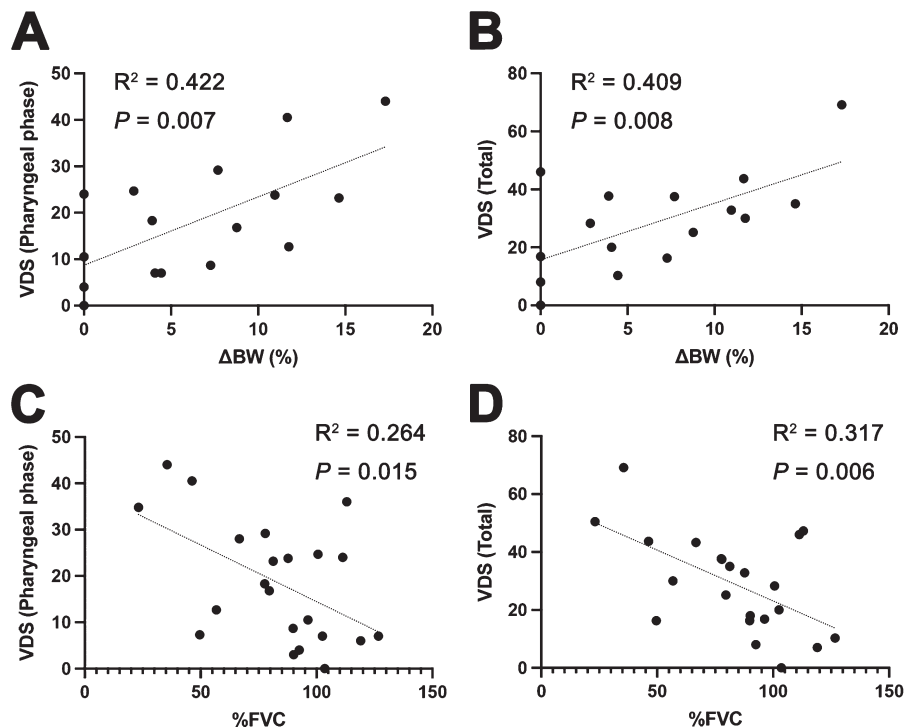 A
R² = 0.422
P = 0.007
VDS (Pharyngeal phase)
50
40
30
20
10
0
0 5 10 15 20
ΔBW (%)
B
R² = 0.409
P = 0.008
VDS (Total)
80
60
40
20
0
0 5 10 15 20
ΔBW (%)
C
R² = 0.264
P = 0.015
VDS (Pharyngeal phase)
50
40
30
20
10
0
0 50 100 150
%FVC
D
R² = 0.317
P = 0.006
VDS (Total)
80
60
40
20
0
0 50 100 150
%FVC